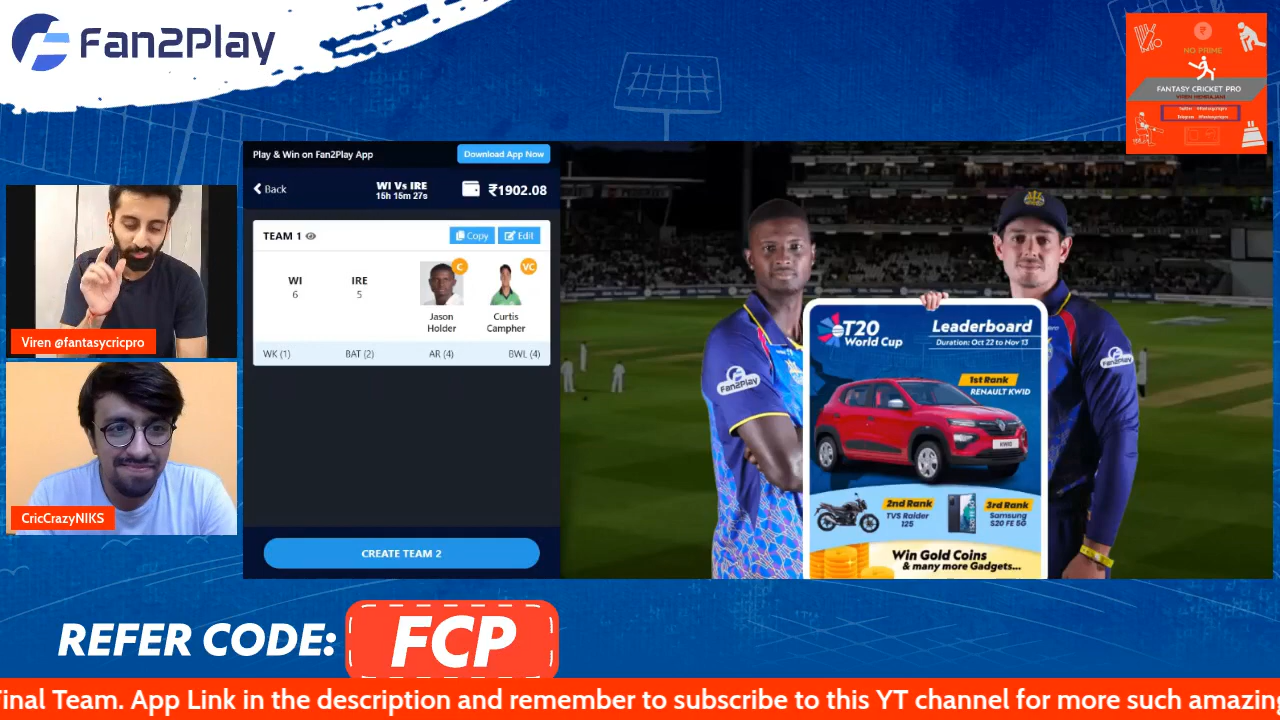 Fan2Play
NO PRIME
FANTASY CRICKET PRO
Play & Win on Fan2Play App
Download App Now
Back
WI Vs IRE
15h 15m 27s
₹1902.08
TEAM 1
Copy
Edit
WI
6
IRE
5
C
Jason
Holder
VC
Curtis
Campher
WK (1)
BAT (2)
AR (4)
BWL (4)
CREATE TEAM 2
Viren @fantasycricpro
CricCrazyNIKS
Fan2Play
Fan2Play
T20
World Cup
Leaderboard
Duration: Oct 22 to Nov 13
1st Rank
RENAULT KWID
KWID
2nd Rank
TVS Raider
125
3rd Rank
Samsung
S20 FE 5G
Win Gold Coins
& many more Gadgets...
REFER CODE: FCP
Final Team. App Link in the description and remember to subscribe to this YT channel for more such amazing